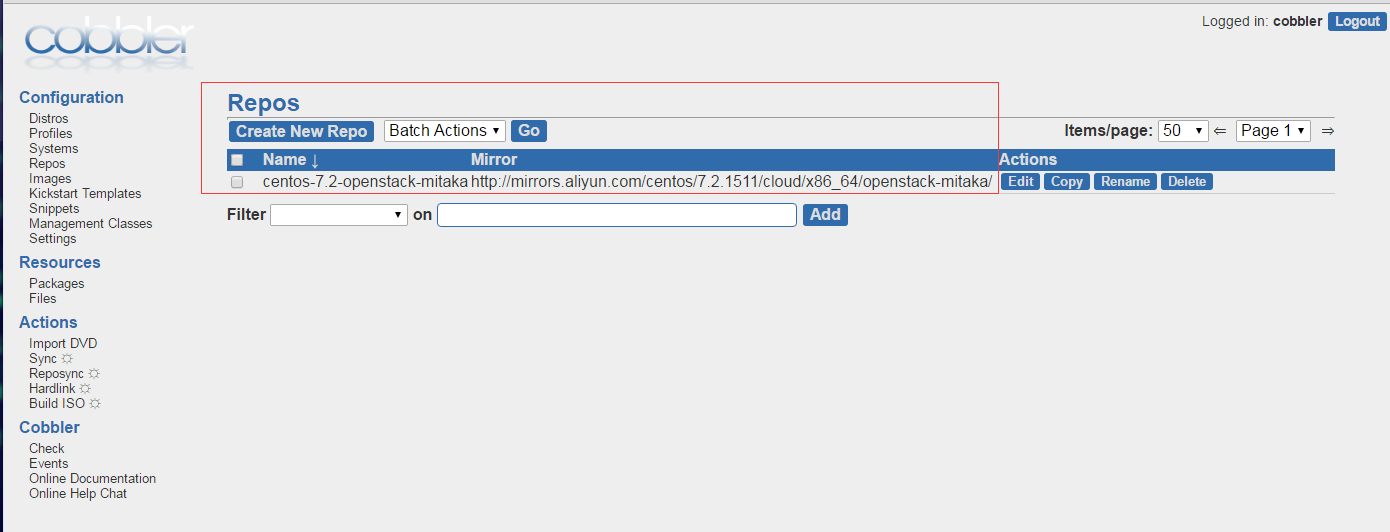 Logged in: cobbler Logout
cobbler
Configuration
Distros
Profiles
Systems
Repos
Images
Kickstart Templates
Snippets
Management Classes
Settings
Resources
Packages
Files
Actions
Import DVD
Sync
Reposync
Hardlink
Build ISO
Cobbler
Check
Events
Online Documentation
Online Help Chat
Repos
Create New Repo Batch Actions Go Items/page: 50 ⇐ Page 1 ⇒
Name ↓ Mirror Actions
centos-7.2-openstack-mitaka http://mirrors.aliyun.com/centos/7.2.1511/cloud/x86_64/openstack-mitaka/ Edit Copy Rename Delete
Filter on Add